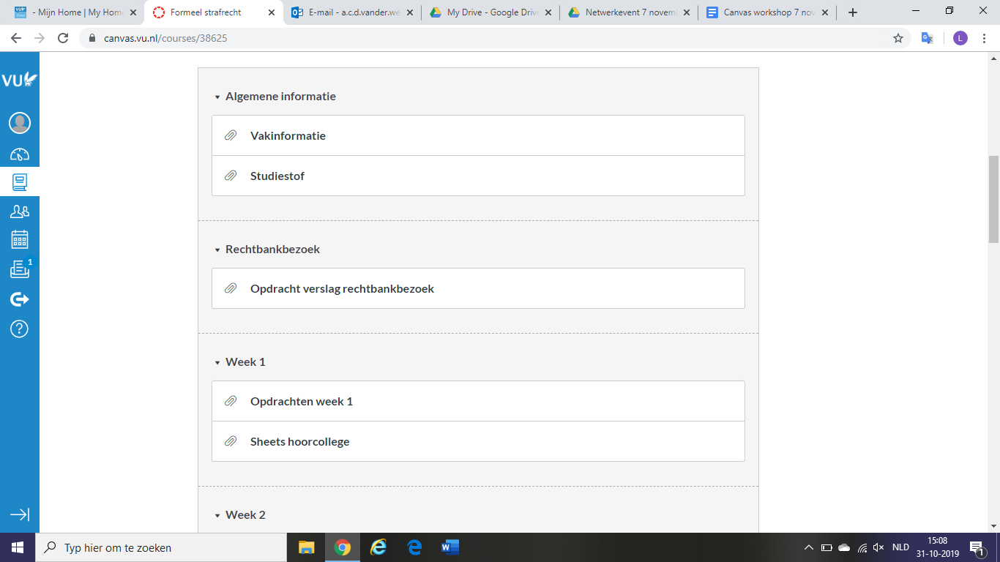 - Mijn Home | My Home
Formeel strafrecht
E-mail - a.c.d.vander.we
My Drive - Google Drive
Netwerkevent 7 novem
Canvas workshop 7 nov
canvas.vu.nl/courses/38625
L
VU
Algemene informatie
Vakinformatie
Studiestof
Rechtbankbezoek
Opdracht verslag rechtbankbezoek
1
Week 1
Opdrachten week 1
Sheets hoorcollege
Week 2
Typ hier om te zoeken
NLD
15:08
31-10-2019
1